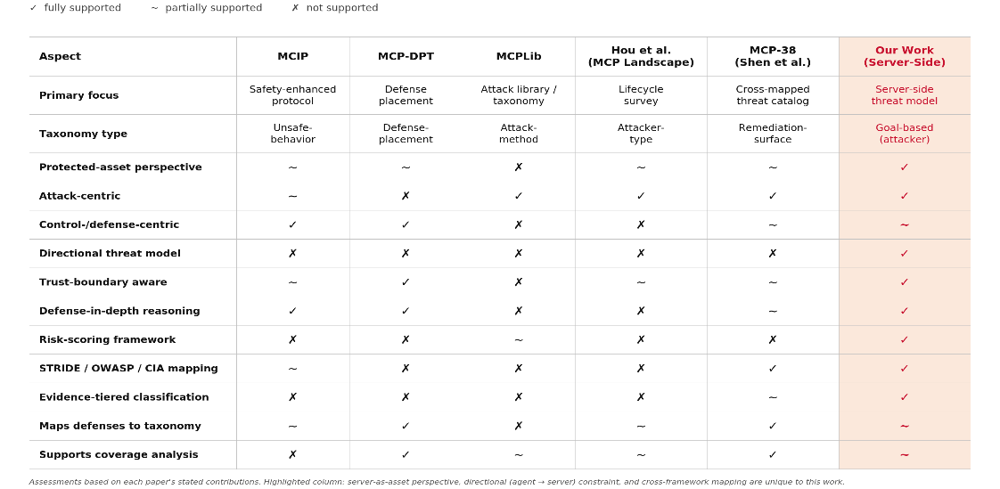 ✓ fully supported ~ partially supported ✗ not supported
Aspect MCIP MCP-DPT MCPLib Hou et al. (MCP Landscape) MCP-38 (Shen et al.) Our Work (Server-Side)
Primary focus Safety-enhanced protocol Defense placement Attack library / taxonomy Lifecycle survey Cross-mapped threat catalog Server-side threat model
Taxonomy type Unsafe-behavior Defense-placement Attack-method Attacker-type Remediation-surface Goal-based (attacker)
Protected-asset perspective ~ ~ ✗ ~ ~ ✓
Attack-centric ~ ✗ ✓ ✓ ✓ ✓
Control-/defense-centric ✓ ✓ ✗ ✗ ~ ~
Directional threat model ✗ ✗ ✗ ✗ ✗ ✓
Trust-boundary aware ~ ✓ ✗ ~ ~ ✓
Defense-in-depth reasoning ✓ ✓ ✗ ✗ ~ ✓
Risk-scoring framework ✗ ✗ ~ ✗ ✗ ✓
STRIDE / OWASP / CIA mapping ~ ✗ ✗ ✗ ✓ ✓
Evidence-tiered classification ✗ ✗ ✗ ✗ ~ ✓
Maps defenses to taxonomy ~ ✓ ✗ ~ ✓ ~
Supports coverage analysis ✗ ✓ ~ ~ ✓ ~
Assessments based on each paper's stated contributions. Highlighted column: server-as-asset perspective, directional (agent → server) constraint, and cross-framework mapping are unique to this work.